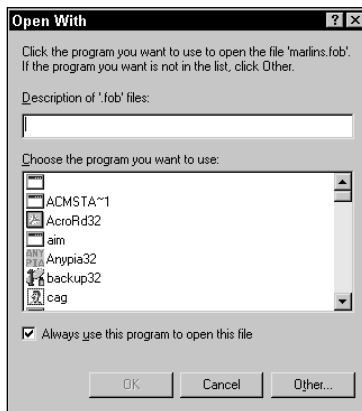 Open With
Click the program you want to use to open the file 'marlins.fob'.
If the program you want is not in the list, click Other.
Description of '.fob' files:
Choose the program you want to use:
ACMSTA~1
AcroRd32
aim
ANY PIA Anypia32
backup32
cag
Always use this program to open this file
OK Cancel Other...